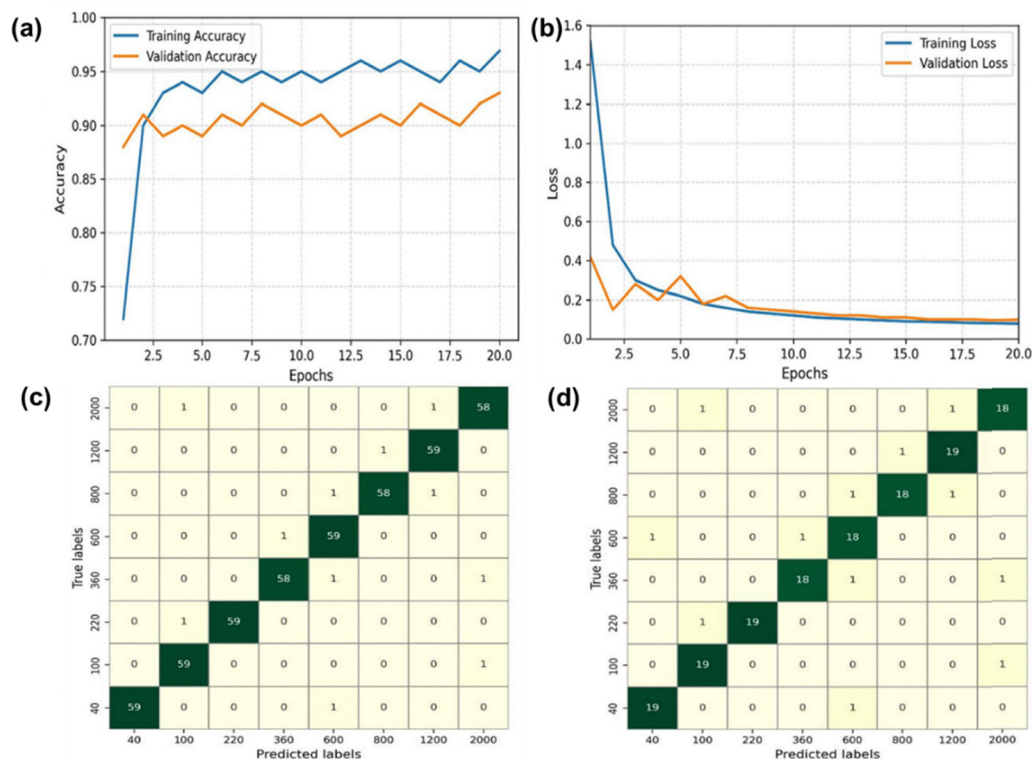 (a)
Training Accuracy
Validation Accuracy
1.00
0.95
0.90
0.85
0.80
0.75
0.70
Accuracy
2.5 5.0 7.5 10.0 12.5 15.0 17.5 20.0
Epochs
(b)
Training Loss
Validation Loss
1.6
1.4
1.2
1.0
0.8
0.6
0.4
0.2
0.0
Loss
2.5 5.0 7.5 10.0 12.5 15.0 17.5 20.0
Epochs
(c)
True labels
2000 0 1 0 0 0 0 1 58
1200 0 0 0 0 0 1 59 0
800 0 0 0 0 1 58 1 0
600 0 0 0 1 59 0 0 0
360 0 0 0 58 1 0 0 1
220 0 1 59 0 0 0 0 0
100 0 59 0 0 0 0 0 1
40 59 0 0 0 1 0 0 0
40 100 220 360 600 800 1200 2000
Predicted labels
(d)
True labels
2000 0 1 0 0 0 0 1 18
1200 0 0 0 0 0 1 19 0
800 0 0 0 0 1 18 1 0
600 1 0 0 1 18 0 0 0
360 0 0 0 18 1 0 0 1
220 0 1 19 0 0 0 0 0
100 0 19 0 0 0 0 0 1
40 19 0 0 0 1 0 0 0
40 100 220 360 600 800 1200 2000
Predicted labels